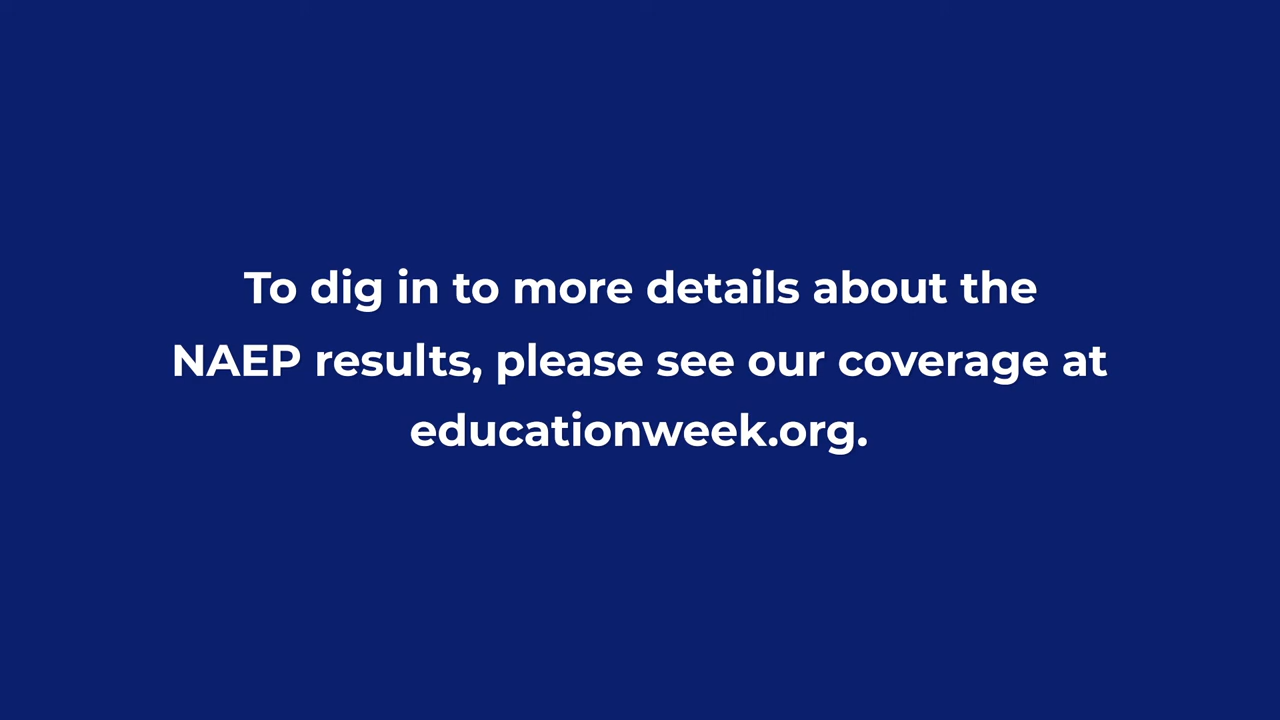 To dig in to more details about the
NAEP results, please see our coverage at
educationweek.org.